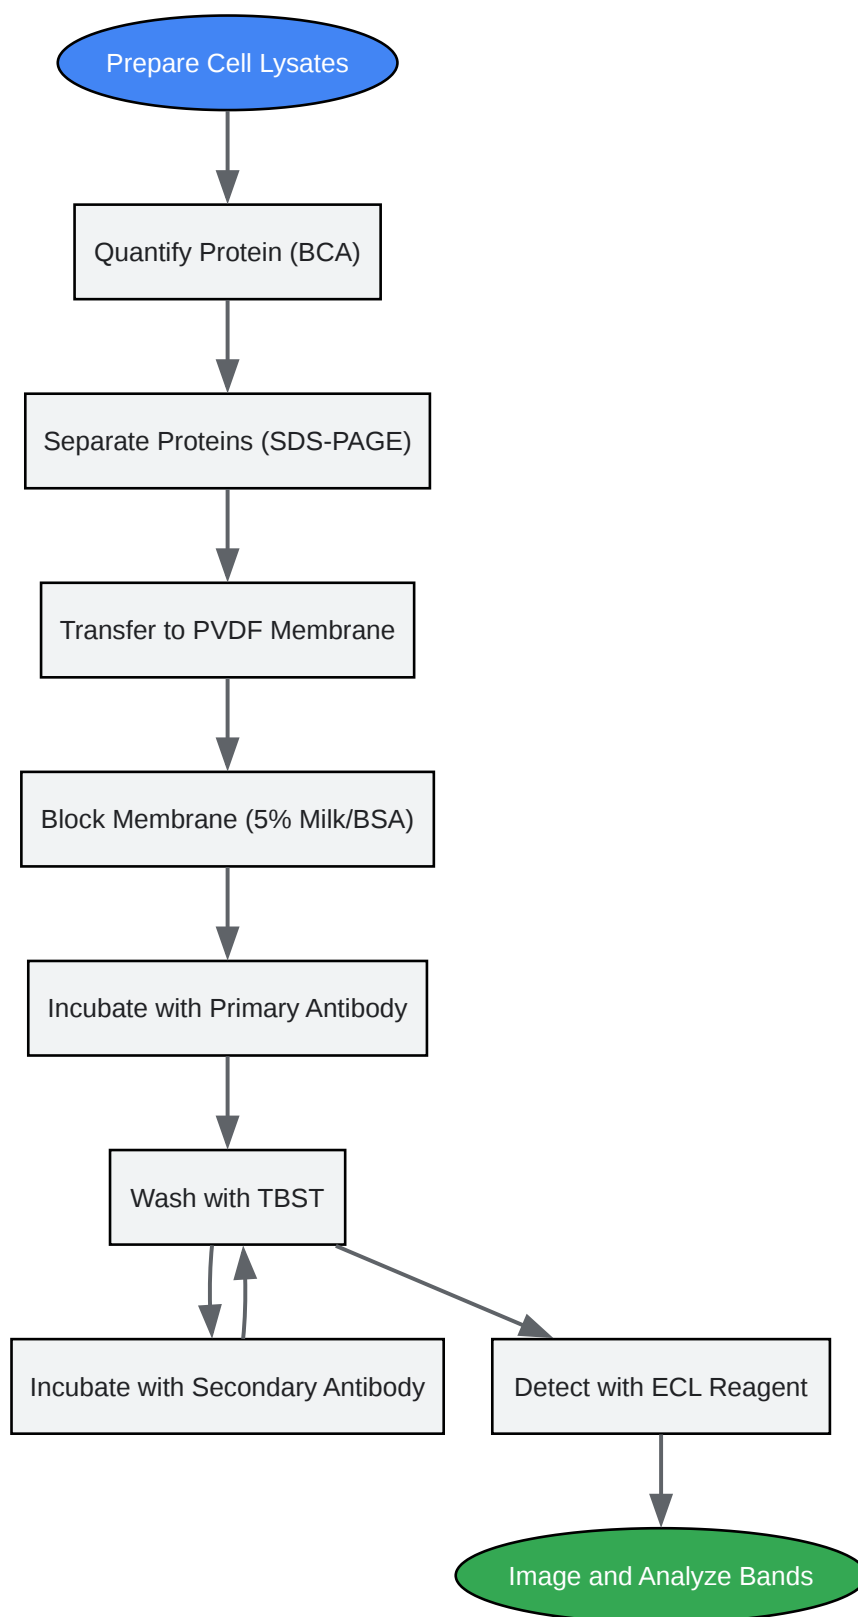 Prepare Cell Lysates
Quantify Protein (BCA)
Separate Proteins (SDS-PAGE)
Transfer to PVDF Membrane
Block Membrane (5% Milk/BSA)
Incubate with Primary Antibody
Wash with TBST
Incubate with Secondary Antibody
Detect with ECL Reagent
Image and Analyze Bands